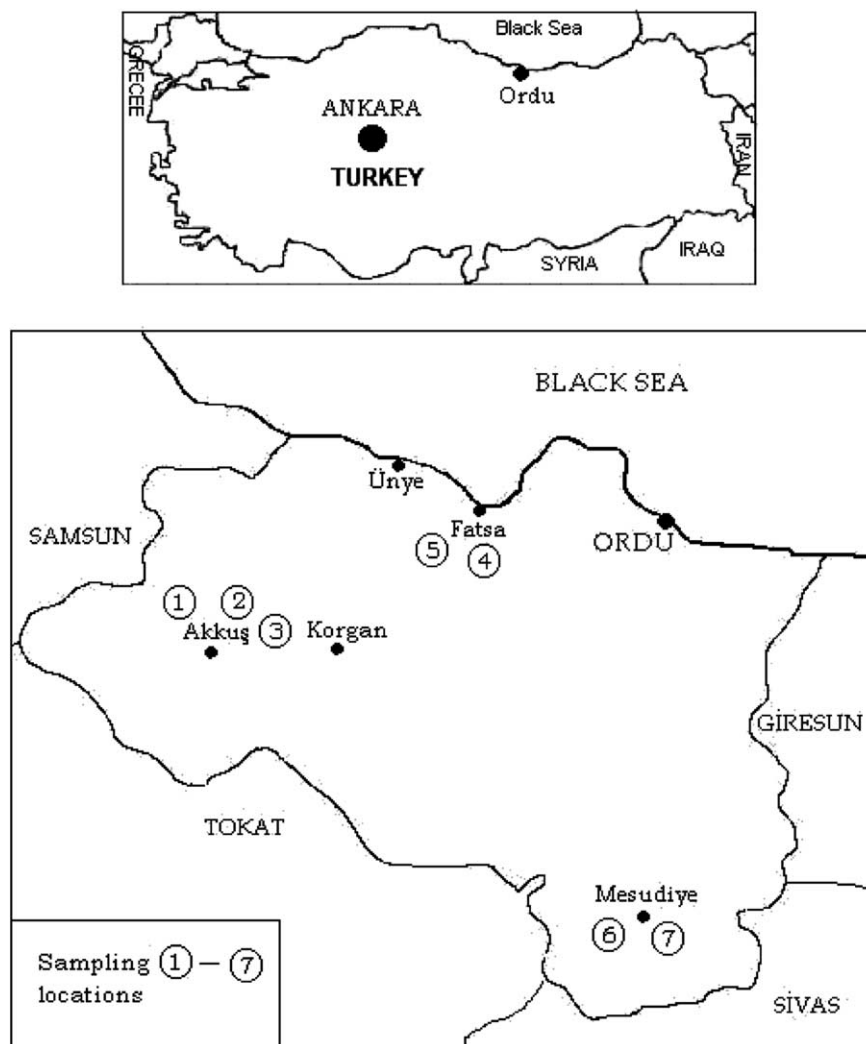 Black Sea
GRECEE
Ordu
ANKARA
TURKEY
IRAN
SYRIA
IRAQ
BLACK SEA
Ünye
SAMSUN
Fatsa
ORDU
5
4
1
2
3
Akkuş
Korgan
GİRESUN
TOKAT
Mesudiye
6
7
Sampling 1 — 7
locations
SİVAS